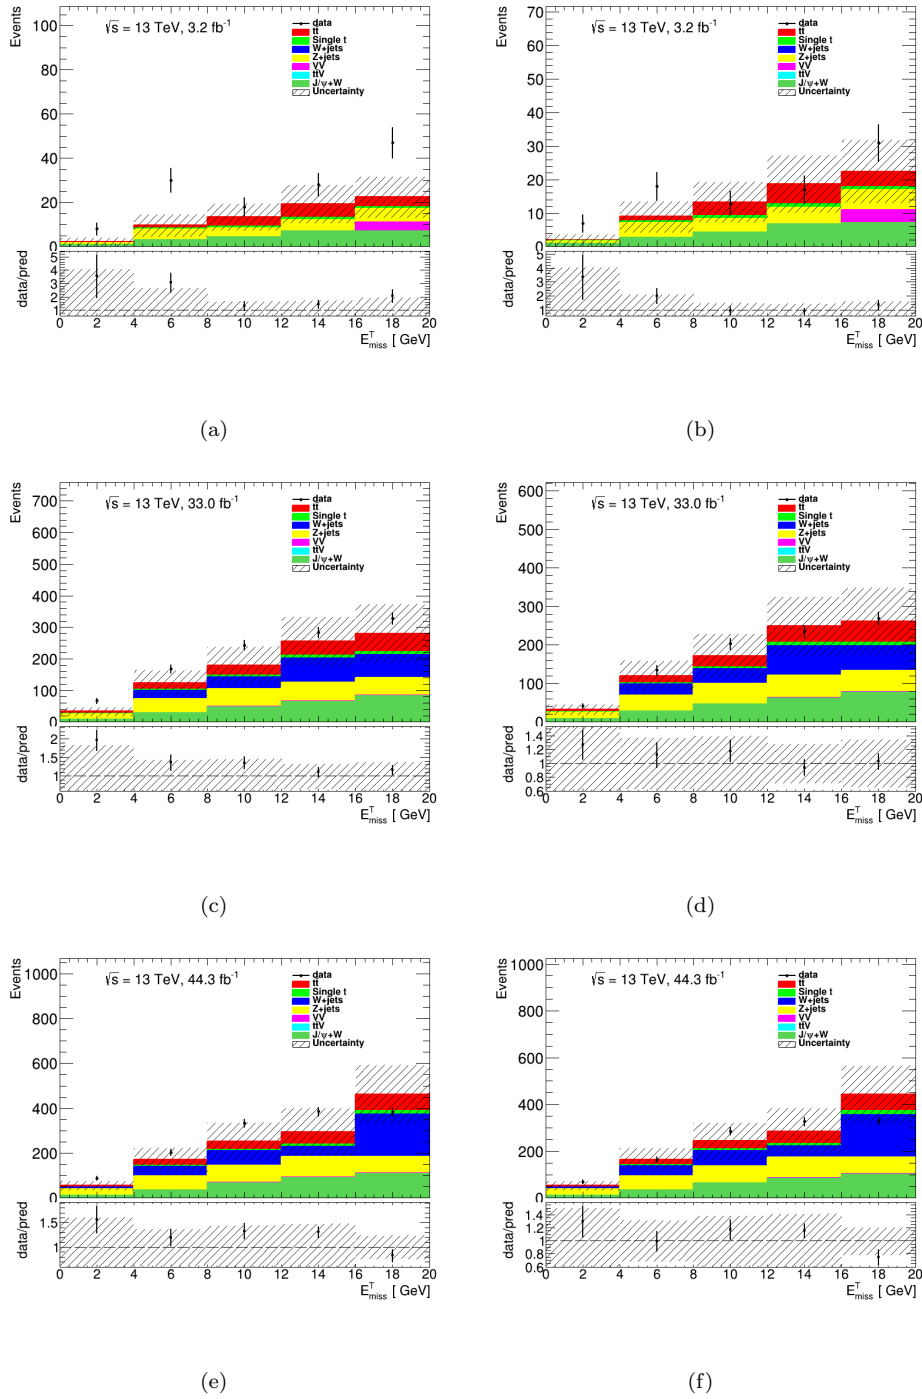 Events
√s = 13 TeV, 3.2 fb⁻¹
data
tt
Single t
W+jets
Z+jets
VV
ttV
J/ψ+W
Uncertainty
100
80
60
40
20
0
data/pred
5
4
3
2
1
0 2 4 6 8 10 12 14 16 18 20
E^T_miss [ GeV]
(a)
Events
√s = 13 TeV, 3.2 fb⁻¹
data
tt
Single t
W+jets
Z+jets
VV
ttV
J/ψ+W
Uncertainty
70
60
50
40
30
20
10
0
data/pred
5
4
3
2
1
0 2 4 6 8 10 12 14 16 18 20
E^T_miss [ GeV]
(b)
Events
√s = 13 TeV, 33.0 fb⁻¹
data
tt
Single t
W+jets
Z+jets
VV
ttV
J/ψ+W
Uncertainty
700
600
500
400
300
200
100
0
data/pred
2
1.5
1
0 2 4 6 8 10 12 14 16 18 20
E^T_miss [ GeV]
(c)
Events
√s = 13 TeV, 33.0 fb⁻¹
data
tt
Single t
W+jets
Z+jets
VV
ttV
J/ψ+W
Uncertainty
600
500
400
300
200
100
0
data/pred
1.4
1.2
1
0.8
0.6
0 2 4 6 8 10 12 14 16 18 20
E^T_miss [ GeV]
(d)
Events
√s = 13 TeV, 44.3 fb⁻¹
data
tt
Single t
W+jets
Z+jets
VV
ttV
J/ψ+W
Uncertainty
1000
800
600
400
200
0
data/pred
1.5
1
0 2 4 6 8 10 12 14 16 18 20
E^T_miss [ GeV]
(e)
Events
√s = 13 TeV, 44.3 fb⁻¹
data
tt
Single t
W+jets
Z+jets
VV
ttV
J/ψ+W
Uncertainty
1000
800
600
400
200
0
data/pred
1.4
1.2
1
0.8
0.6
0 2 4 6 8 10 12 14 16 18 20
E^T_miss [ GeV]
(f)